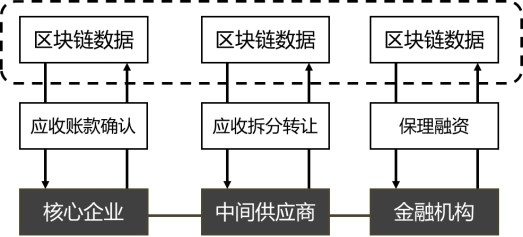 区块链数据
区块链数据
区块链数据
应收账款确认
应收拆分转让
保理融资
核心企业
中间供应商
金融机构